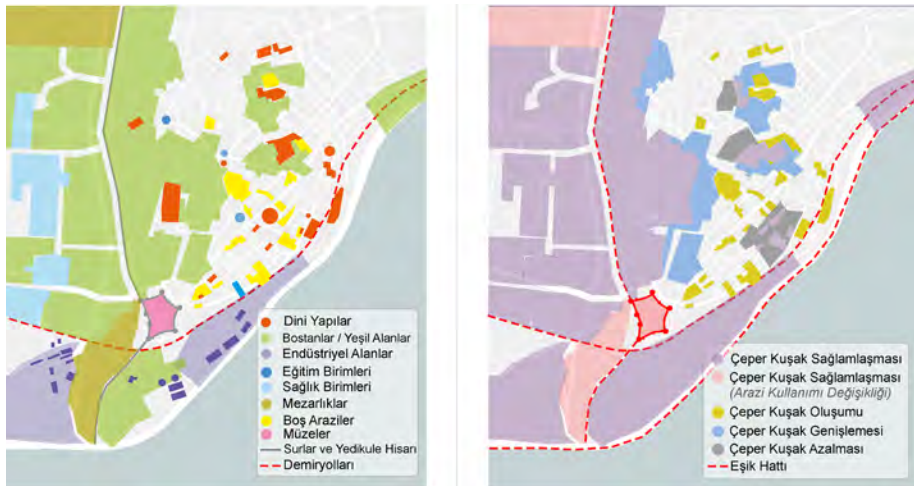 Dini Yapılar
Bostanlar / Yeşil Alanlar
Endüstriyel Alanlar
Eğitim Birimleri
Sağlık Birimleri
Mezarlıklar
Boş Araziler
Müzeler
Surlar ve Yedikule Hisarı
Demiryolları
Çeper Kuşak Sağlamlaşması
Çeper Kuşak Sağlamlaşması
(Arazi Kullanımı Değişikliği)
Çeper Kuşak Oluşumu
Çeper Kuşak Genişlemesi
Çeper Kuşak Azalması
Eşik Hattı